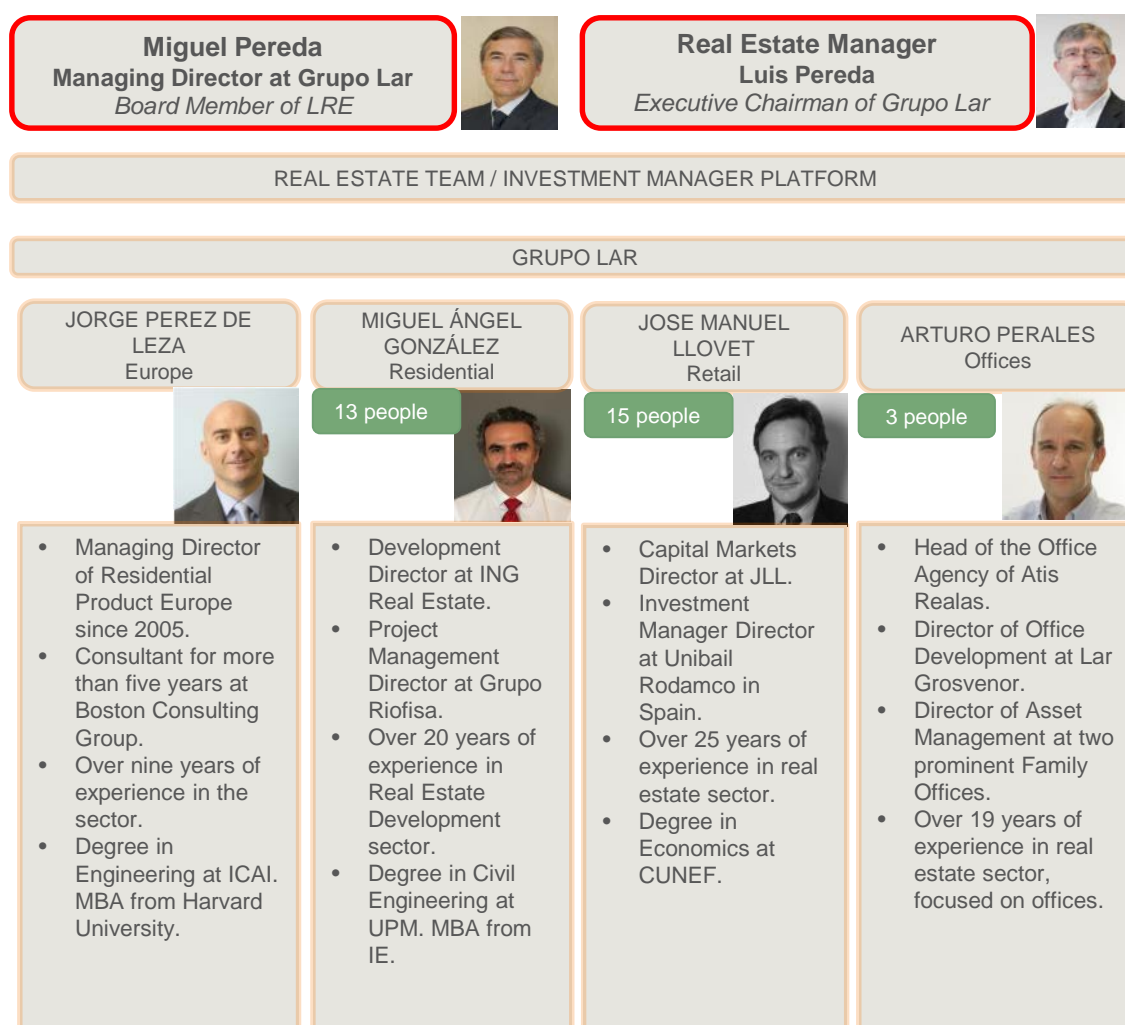 Miguel Pereda
Managing Director at Grupo Lar
Board Member of LRE
Real Estate Manager
Luis Pereda
Executive Chairman of Grupo Lar
REAL ESTATE TEAM / INVESTMENT MANAGER PLATFORM
GRUPO LAR
JORGE PEREZ DE
LEZA
Europe
MIGUEL ÁNGEL
GONZÁLEZ
Residential
JOSE MANUEL
LLOVET
Retail
ARTURO PERALES
Offices
13 people
15 people
3 people
• Managing Director
of Residential
Product Europe
since 2005.
• Consultant for more
than five years at
Boston Consulting
Group.
• Over nine years of
experience in the
sector.
• Degree in
Engineering at ICAI.
MBA from Harvard
University.
• Development
Director at ING
Real Estate.
• Project
Management
Director at Grupo
Riofisa.
• Over 20 years of
experience in
Real Estate
Development
sector.
• Degree in Civil
Engineering at
UPM. MBA from
IE.
• Capital Markets
Director at JLL.
• Investment
Manager Director
at Unibail
Rodamco in
Spain.
• Over 25 years of
experience in real
estate sector.
• Degree in
Economics at
CUNEF.
• Head of the Office
Agency of Atis
Realas.
• Director of Office
Development at Lar
Grosvenor.
• Director of Asset
Management at two
prominent Family
Offices.
• Over 19 years of
experience in real
estate sector,
focused on offices.